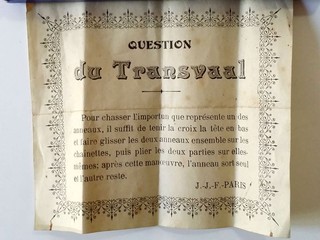 QUESTION
du Transvaal
Pour chasser l'importun que représente un des
anneaux, il suffit de tenir la croix la tête en bas
et faire glisser les deux anneaux ensemble sur les
chaînettes, puis plier les deux parties sur elles-
mêmes: après cette manœuvre, l'anneau sort seul
et l'autre reste.
J.-J.-F.-PARIS